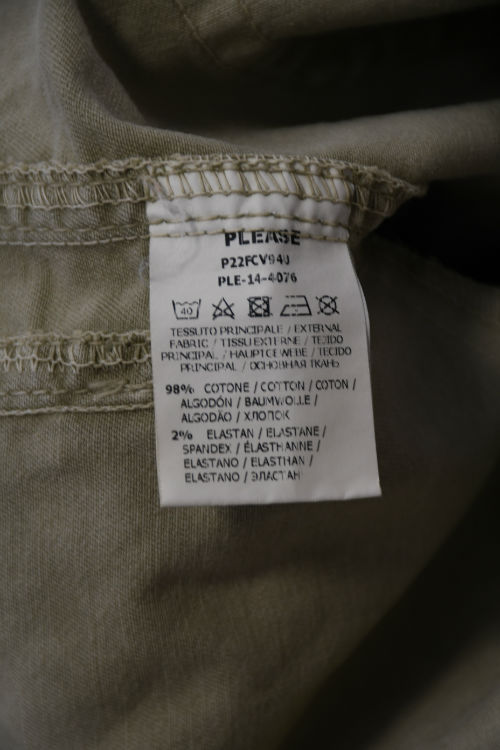 PLEASE
P22FCV94U
PLE-14-4076
40
TESSUTO PRINCIPALE / EXTERNAL
FABRIC / TISSU EXTERNE / TEJIDO
PRINCIPAL / HAUPTGEWEBE / TECIDO
PRINCIPAL / ОСНОВНАЯ ТКАНЬ
98% COTONE / COTTON / COTON /
ALGODÓN / BAUMWOLLE /
ALGODÃO / ХЛОПОК
2% ELASTAN / ELASTANE /
SPANDEX / ÉLASTHANNE /
ELASTANO / ELASTHAN /
ELASTANO / ЭЛАСТАН